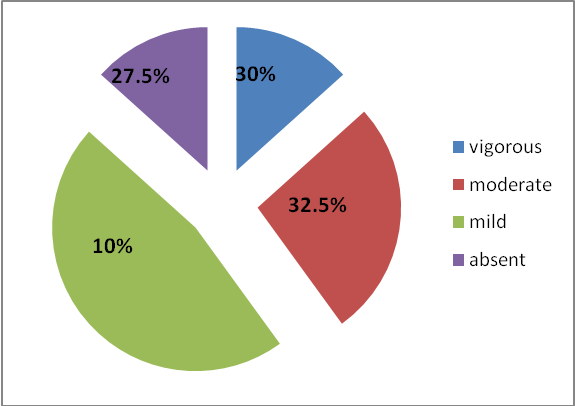 27.5%
30%
32.5%
10%
vigorous
moderate
mild
absent